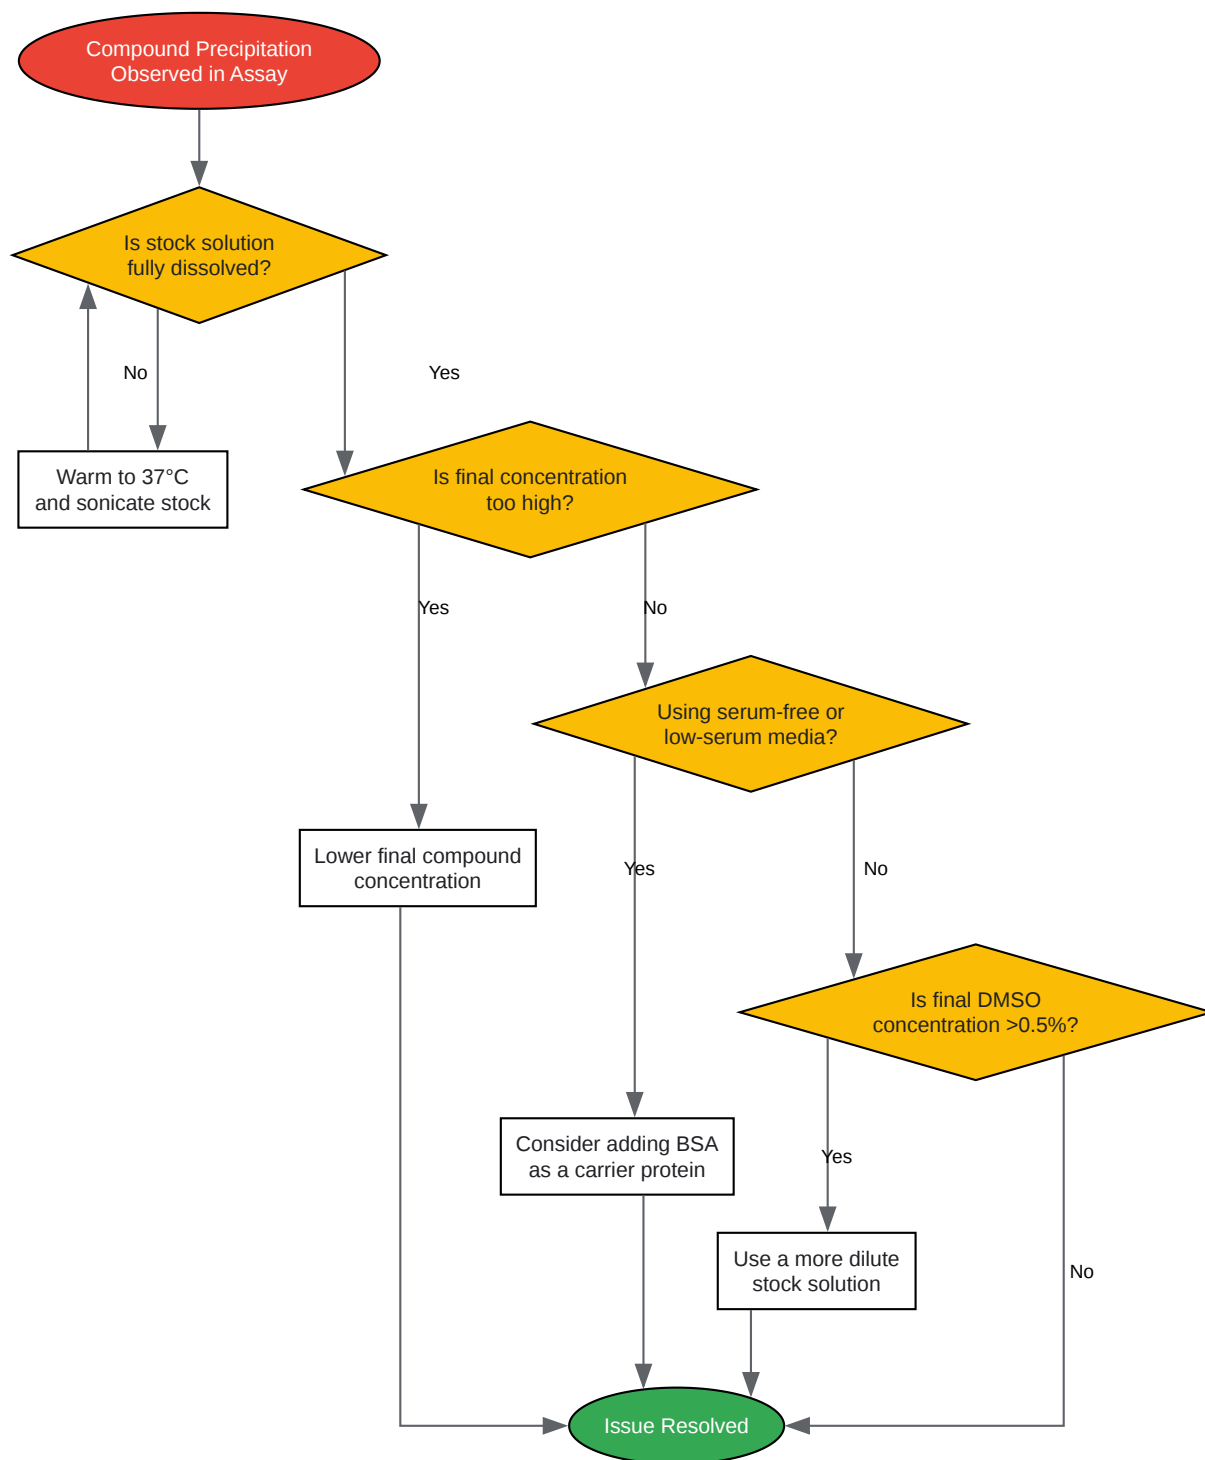 Compound Precipitation
Observed in Assay
Is stock solution
fully dissolved?
No
Yes
Warm to 37°C
and sonicate stock
Is final concentration
too high?
Yes
No
Using serum-free or
low-serum media?
Lower final compound
concentration
Yes
No
Is final DMSO
concentration >0.5%?
Consider adding BSA
as a carrier protein
Yes
Use a more dilute
stock solution
No
Issue Resolved